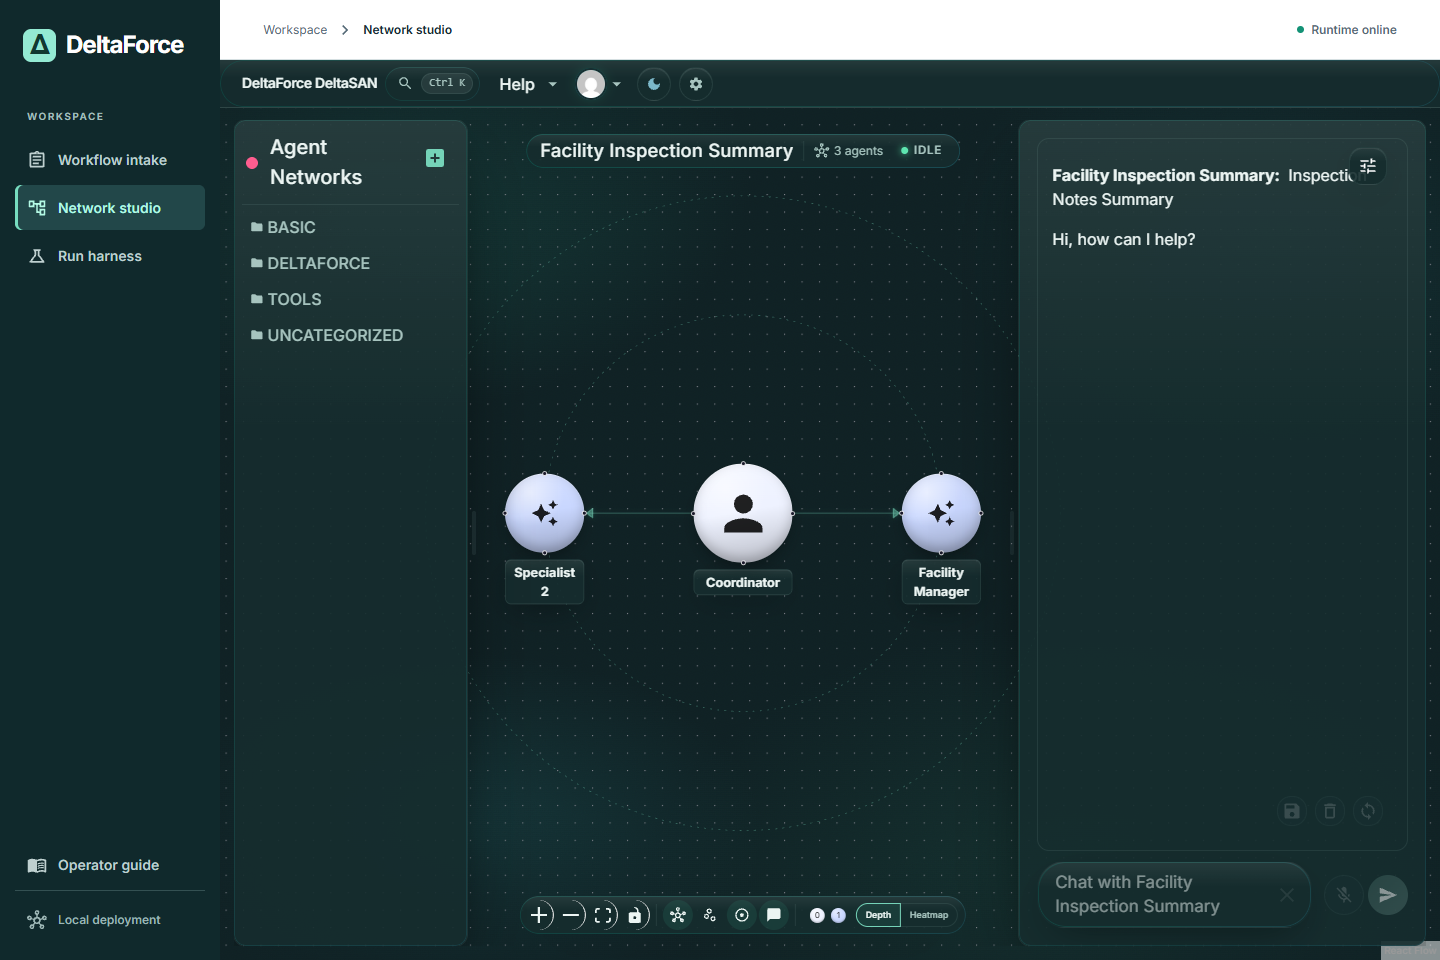 Δ DeltaForce
WORKSPACE
Workflow intake
Network studio
Run harness
Operator guide
Local deployment
Workspace
Network studio
Runtime online
DeltaForce DeltaSAN
Ctrl K
Help
Agent
Networks
BASIC
DELTAFORCE
TOOLS
UNCATEGORIZED
Facility Inspection Summary
3 agents
IDLE
Specialist
2
Coordinator
Facility
Manager
0
1
Depth
Heatmap
Facility Inspection Summary: Inspection
Notes Summary
Hi, how can I help?
Chat with Facility
Inspection Summary